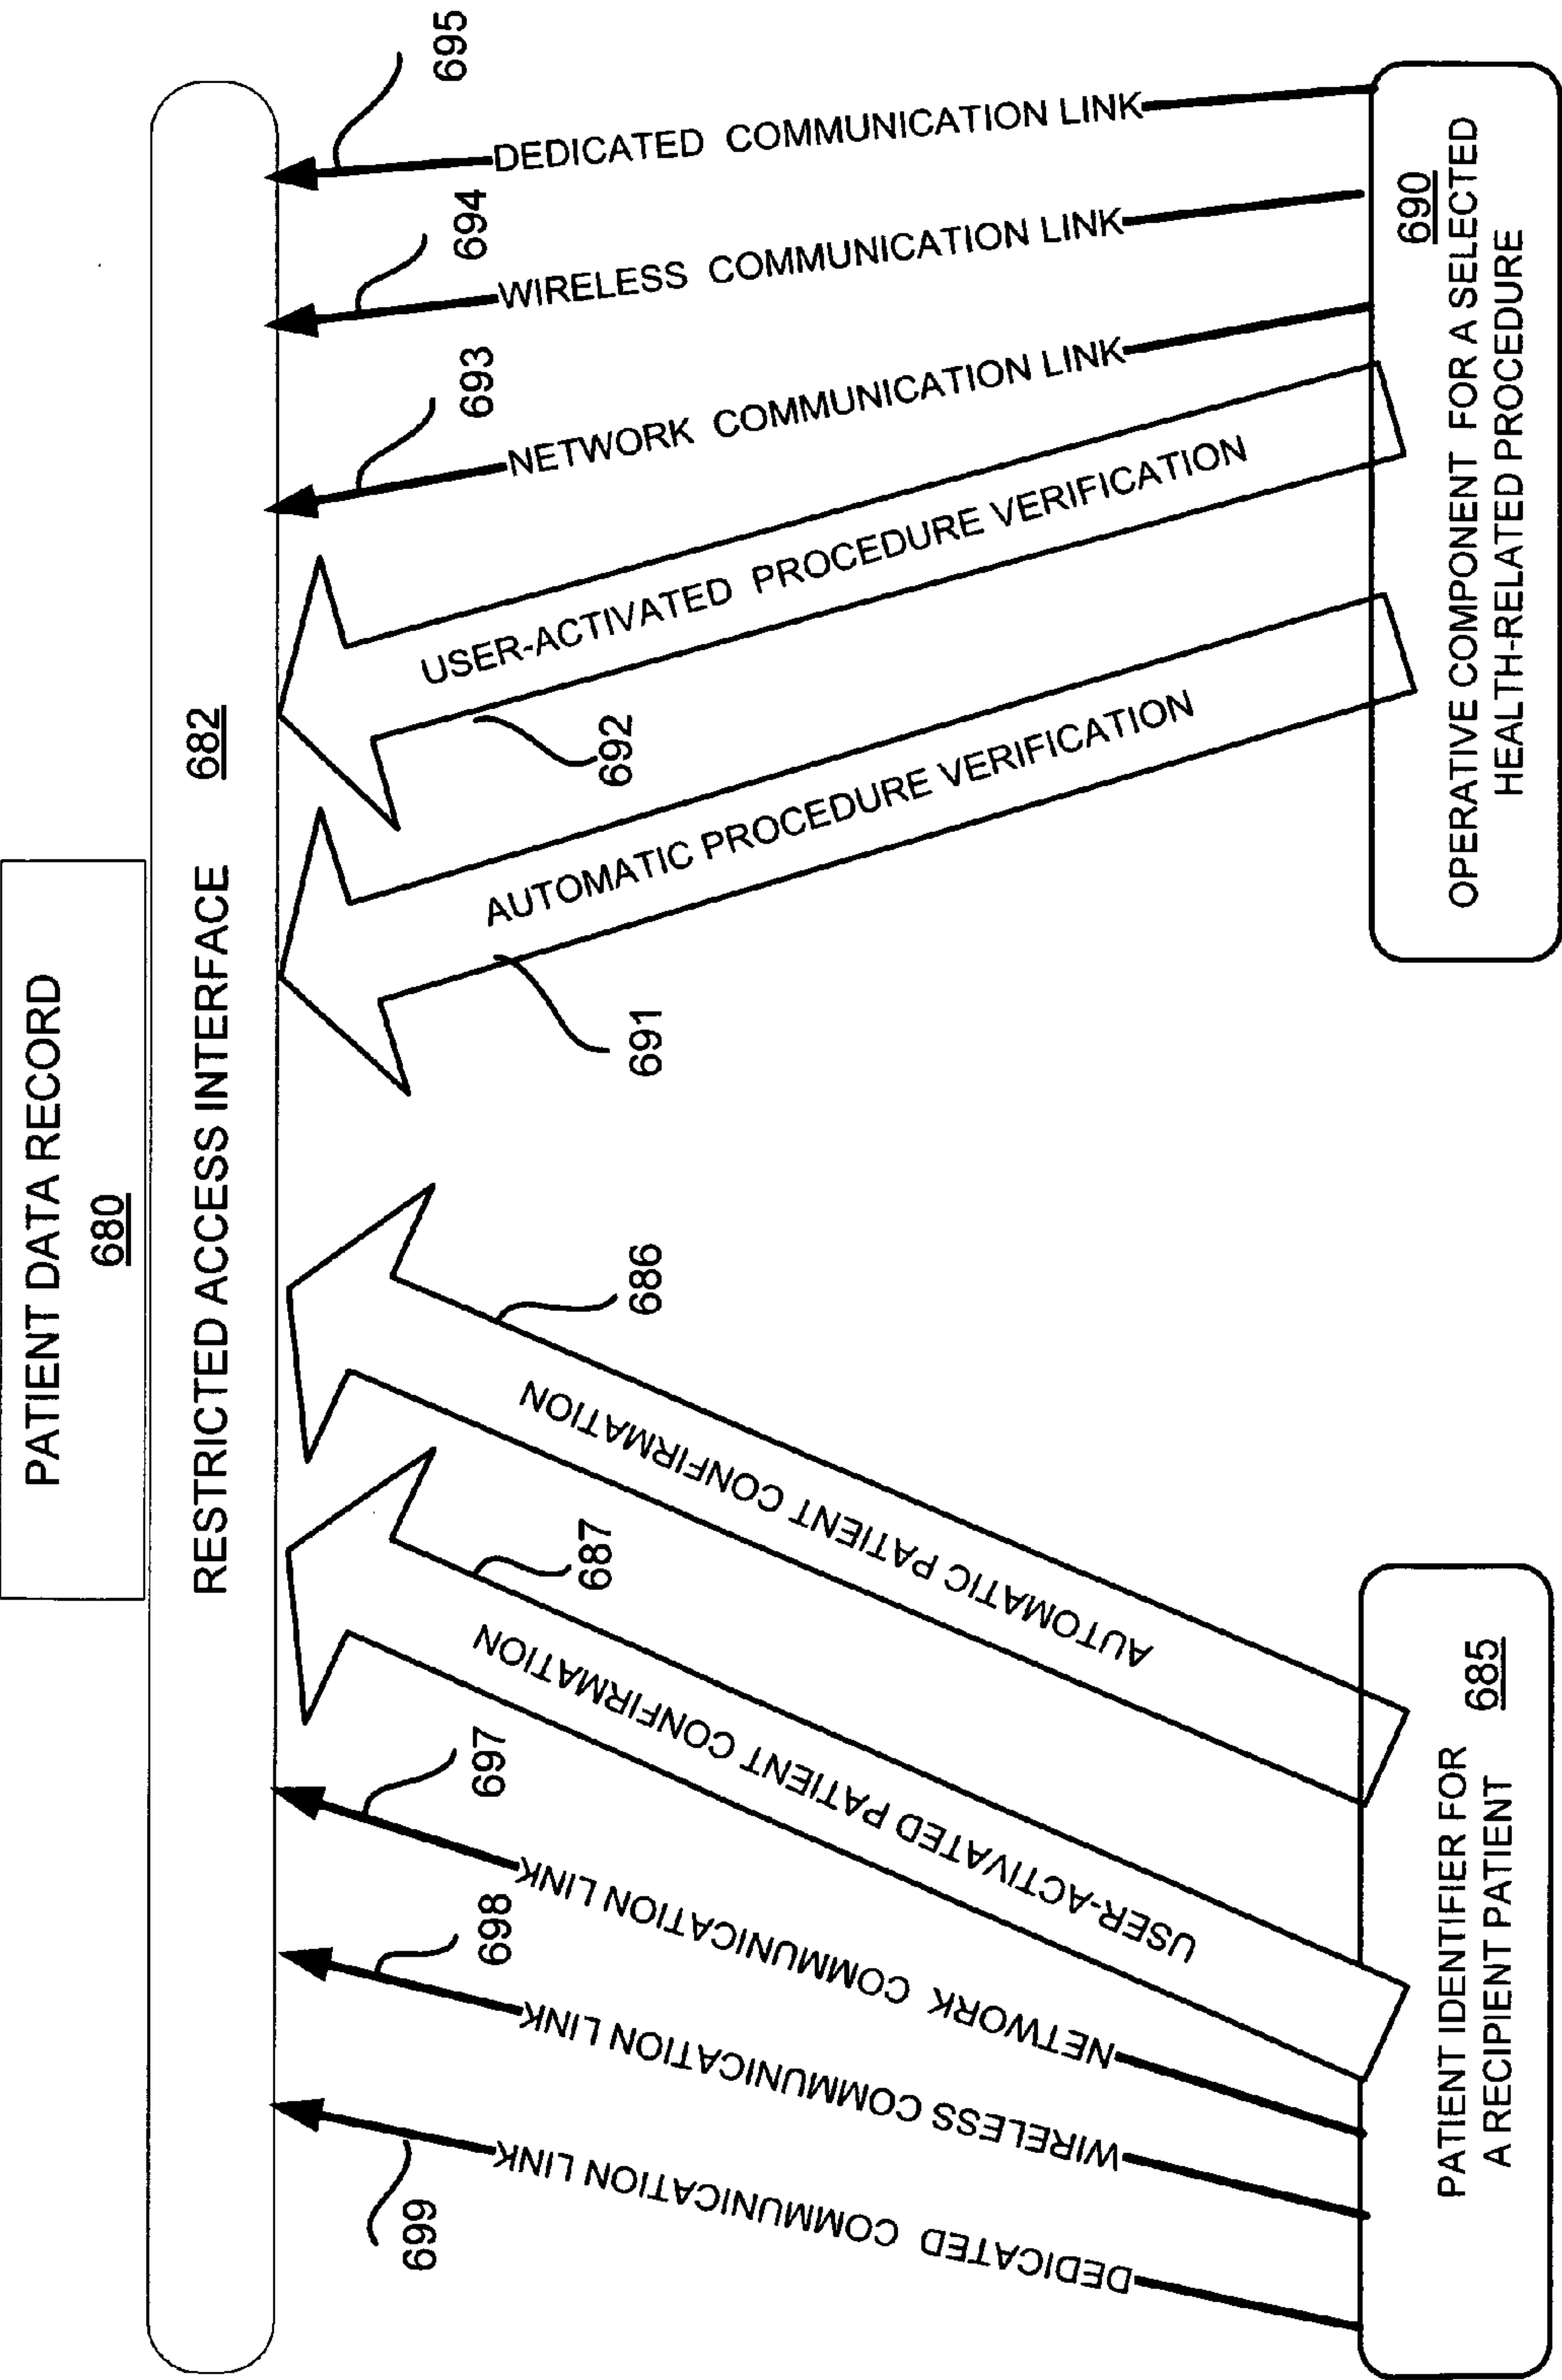 PATIENT DATA RECORD
680
RESTRICTED ACCESS INTERFACE 682
DEDICATED COMMUNICATION LINK
699
WIRELESS COMMUNICATION LINK
698
NETWORK COMMUNICATION LINK
697
USER-ACTIVATED PATIENT CONFIRMATION
687
AUTOMATIC PATIENT CONFIRMATION
686
AUTOMATIC PROCEDURE VERIFICATION
691
USER-ACTIVATED PROCEDURE VERIFICATION
692
NETWORK COMMUNICATION LINK
693
WIRELESS COMMUNICATION LINK
694
DEDICATED COMMUNICATION LINK
695
PATIENT IDENTIFIER FOR
A RECIPIENT PATIENT
685
690
OPERATIVE COMPONENT FOR A SELECTED
HEALTH-RELATED PROCEDURE